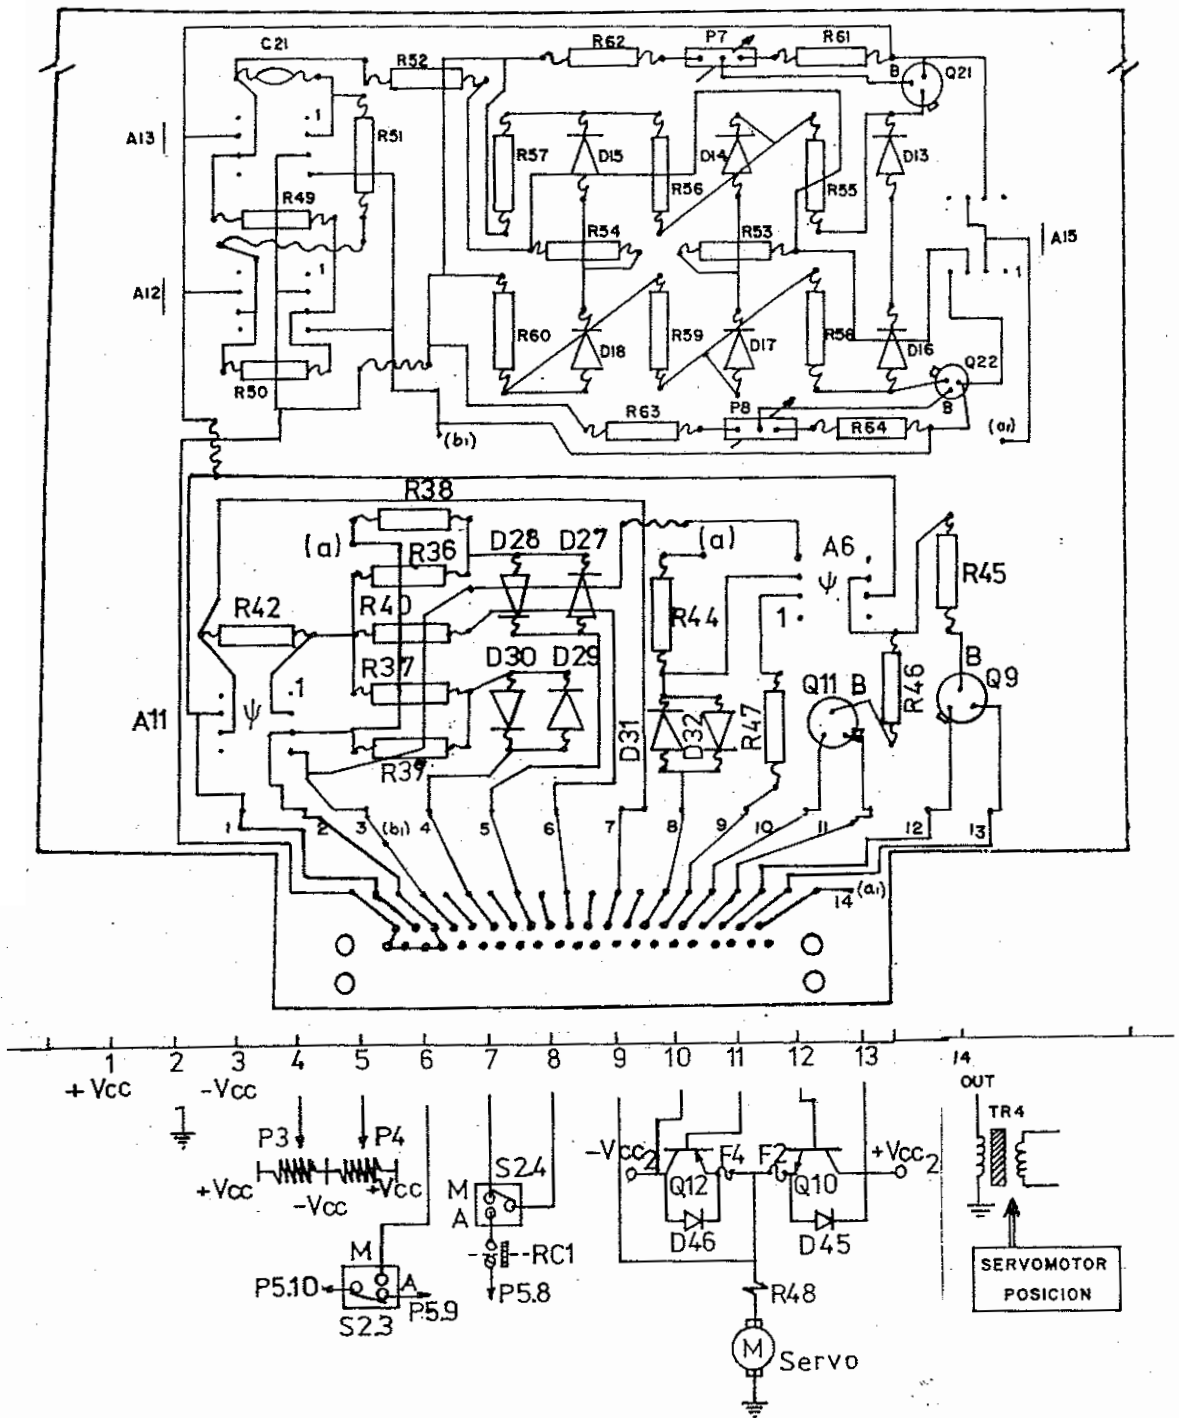 C21
R52
R62
P7
R61
B
Q21
A13
1
R51
R57
D15
R56
D14
R55
D13
R49
R54
R53
A15
A12
1
1
R60
D18
R59
D17
R58
D16
Q22
R50
R63
P8
R64
B
(b1)
(a1)
R38
(a)
R36
D28
D27
(a)
A6
ψ
R45
R42
R40
R44
1
R37
D30
D29
B
Q9
A11
ψ
1
Q11
B
R46
D31
D32
R47
R39
1
2
3
(b1)
4
5
6
7
8
9
10
11
12
13
14
(a1)
1
2
3
4
5
6
7
8
9
10
11
12
13
14
+Vcc
-Vcc
OUT
TR4
P3
P4
+Vcc
-Vcc
+Vcc
S2.4
M
A
-Vcc2
F4
F2
+Vcc2
Q12
Q10
D46
D45
RC1
P5.8
M
P5.10
A
P5.9
S2.3
R48
M
Servo
SERVOMOTOR
POSICION